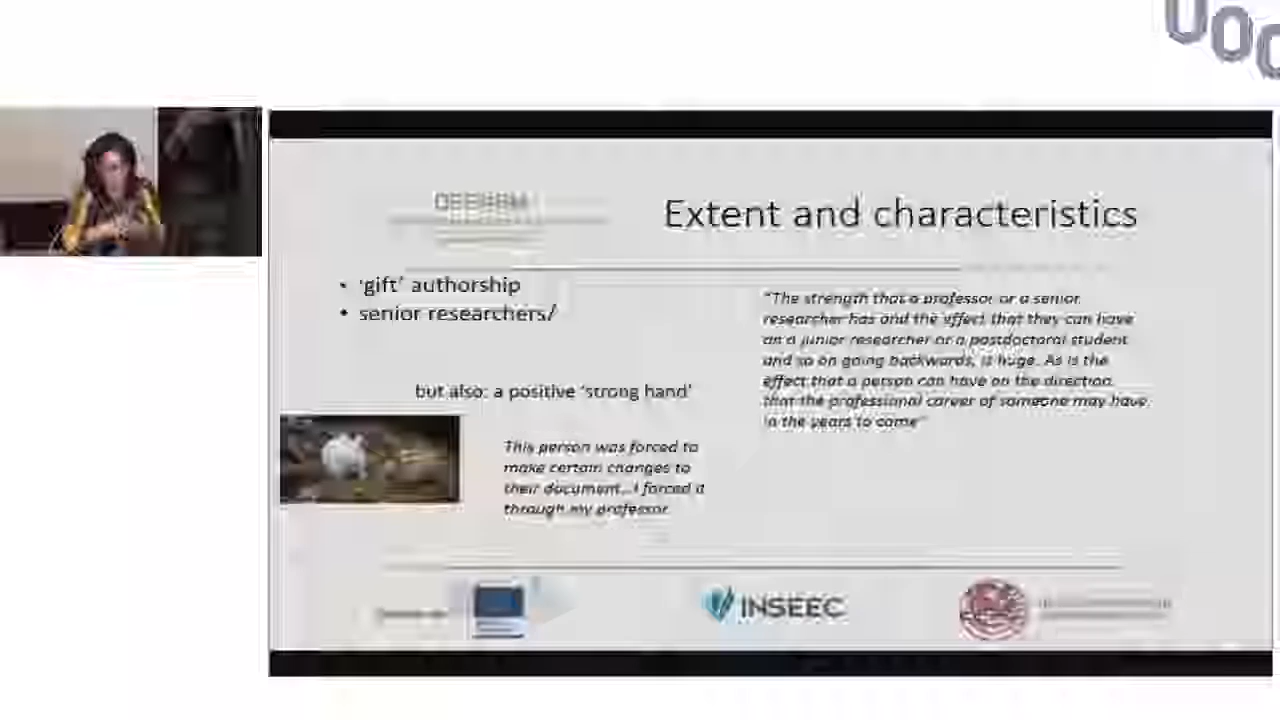 UOC
Extent and characteristics
• 'gift' authorship
• senior researchers/
but also: a positive 'strong hand'
This person was forced to
make certain changes to
their document...I forced it
through my professor
"The strength that a professor or a senior
researcher has and the effect that they can have
on a junior researcher or a postdoctoral student
and so on going backwards, is huge. As is the
effect that a person can have on the direction
that the professional career of someone may have
in the years to come"
INSEEC